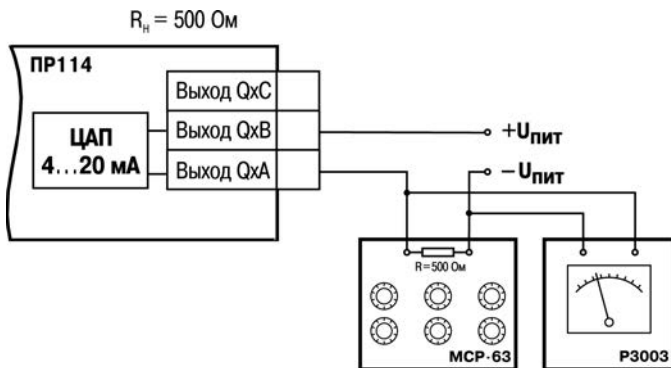 Rн = 500 Ом
ПР114
Выход QxC
ЦАП
4...20 мА
Выход QxB
Выход QxA
+Uпит
−Uпит
R=500 Ом
МСР·63
Р3003